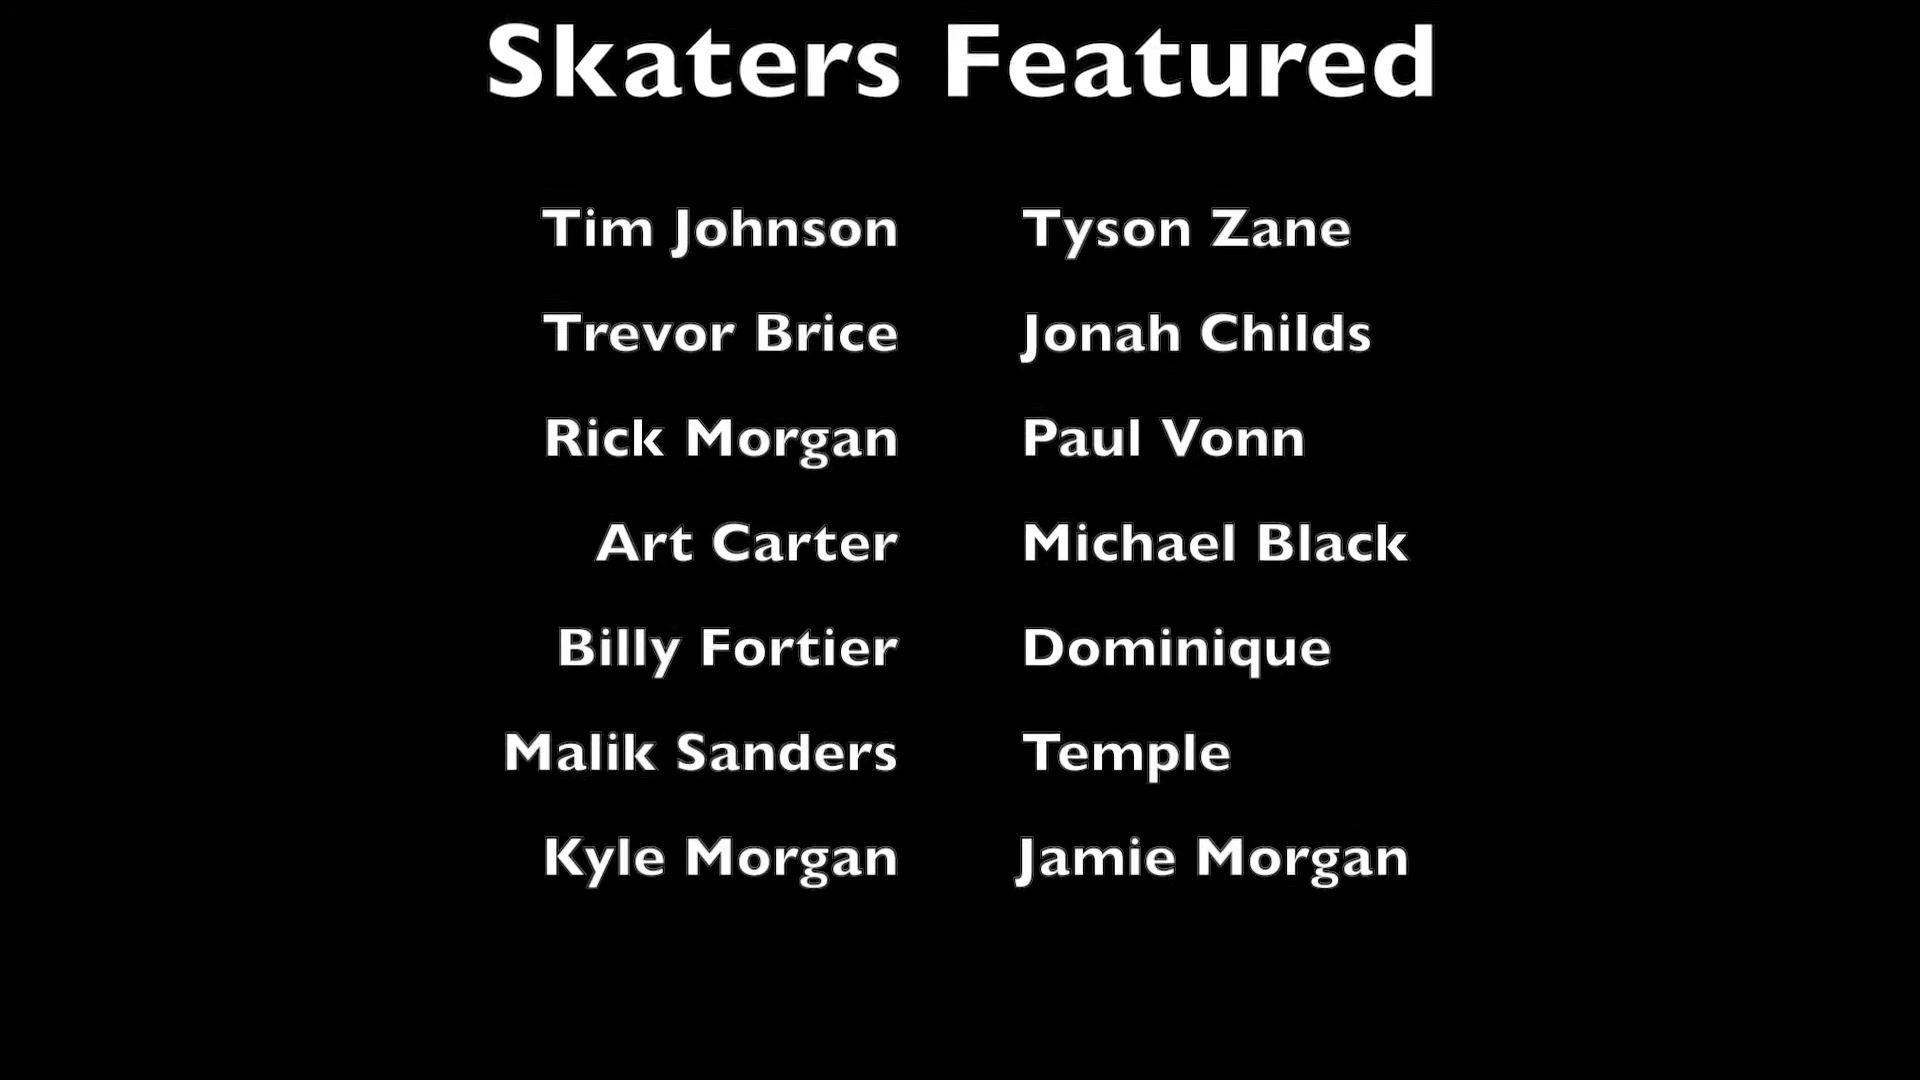 Skaters Featured
Tim Johnson Tyson Zane
Trevor Brice Jonah Childs
Rick Morgan Paul Vonn
Art Carter Michael Black
Billy Fortier Dominique
Malik Sanders Temple
Kyle Morgan Jamie Morgan